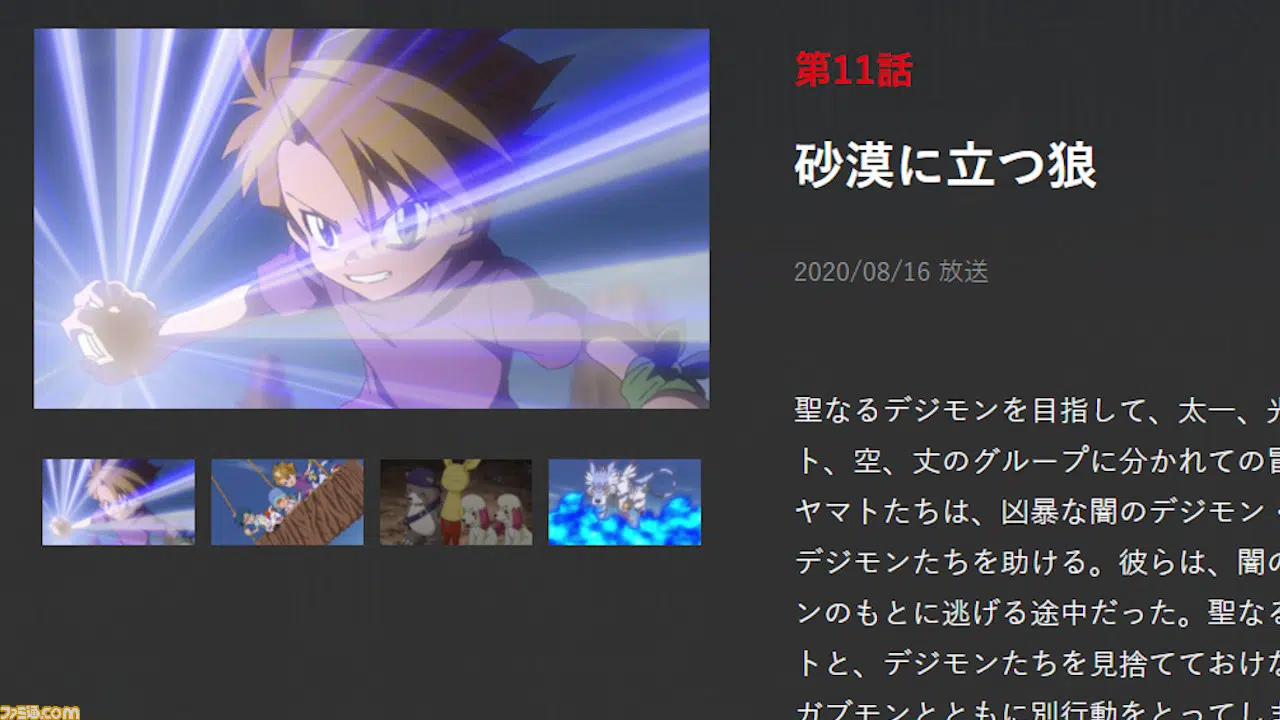 第11話
砂漠に立つ狼
2020/08/16 放送
聖なるデジモンを目指して、太一、光
ト、空、丈のグループに分かれての冒
ヤマトたちは、凶暴な闇のデジモン・
デジモンたちを助ける。彼らは、闇の
ンのもとに逃げる途中だった。聖なる
トと、デジモンたちを見捨てておけな
ガブモンとともに別行動をとってしま
ファミ通.com